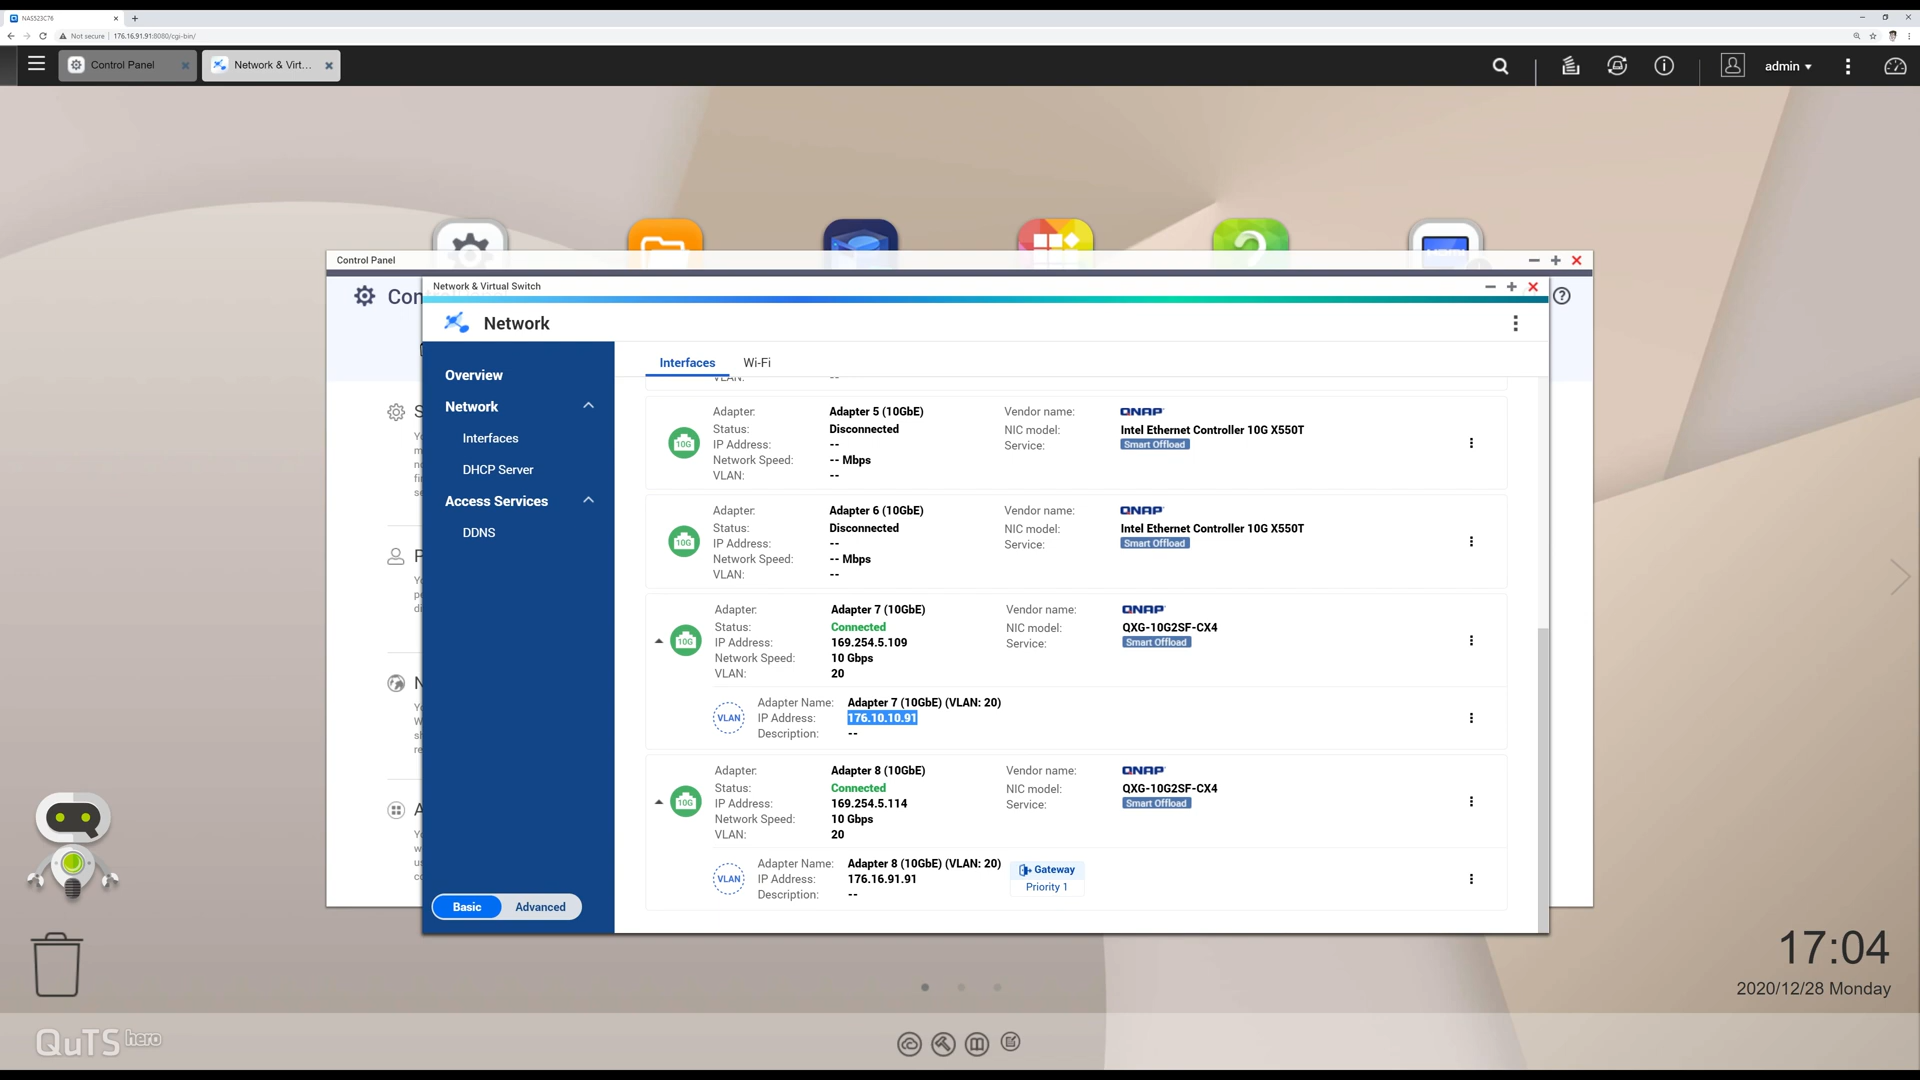 NAS523C76
Not secure | 176.16.91.91:8080/cgi-bin/
Control Panel
Network & Virt...
admin
Control Panel
Con
Network & Virtual Switch
Network
Overview
Network
Interfaces
DHCP Server
Access Services
DDNS
Basic
Advanced
Interfaces
Wi-Fi
VLAN: --
Adapter: Adapter 5 (10GbE) Vendor name: QNAP
Status: Disconnected NIC model: Intel Ethernet Controller 10G X550T
IP Address: -- Service: Smart Offload
Network Speed: -- Mbps
VLAN: --
10G
Adapter: Adapter 6 (10GbE) Vendor name: QNAP
Status: Disconnected NIC model: Intel Ethernet Controller 10G X550T
IP Address: -- Service: Smart Offload
Network Speed: -- Mbps
VLAN: --
10G
Adapter: Adapter 7 (10GbE) Vendor name: QNAP
Status: Connected NIC model: QXG-10G2SF-CX4
IP Address: 169.254.5.109 Service: Smart Offload
Network Speed: 10 Gbps
VLAN: 20
10G
VLAN
Adapter Name: Adapter 7 (10GbE) (VLAN: 20)
IP Address: 176.10.10.91
Description: --
Adapter: Adapter 8 (10GbE) Vendor name: QNAP
Status: Connected NIC model: QXG-10G2SF-CX4
IP Address: 169.254.5.114 Service: Smart Offload
Network Speed: 10 Gbps
VLAN: 20
10G
VLAN
Adapter Name: Adapter 8 (10GbE) (VLAN: 20) Gateway
IP Address: 176.16.91.91 Priority 1
Description: --
17:04
2020/12/28 Monday
QuTS hero